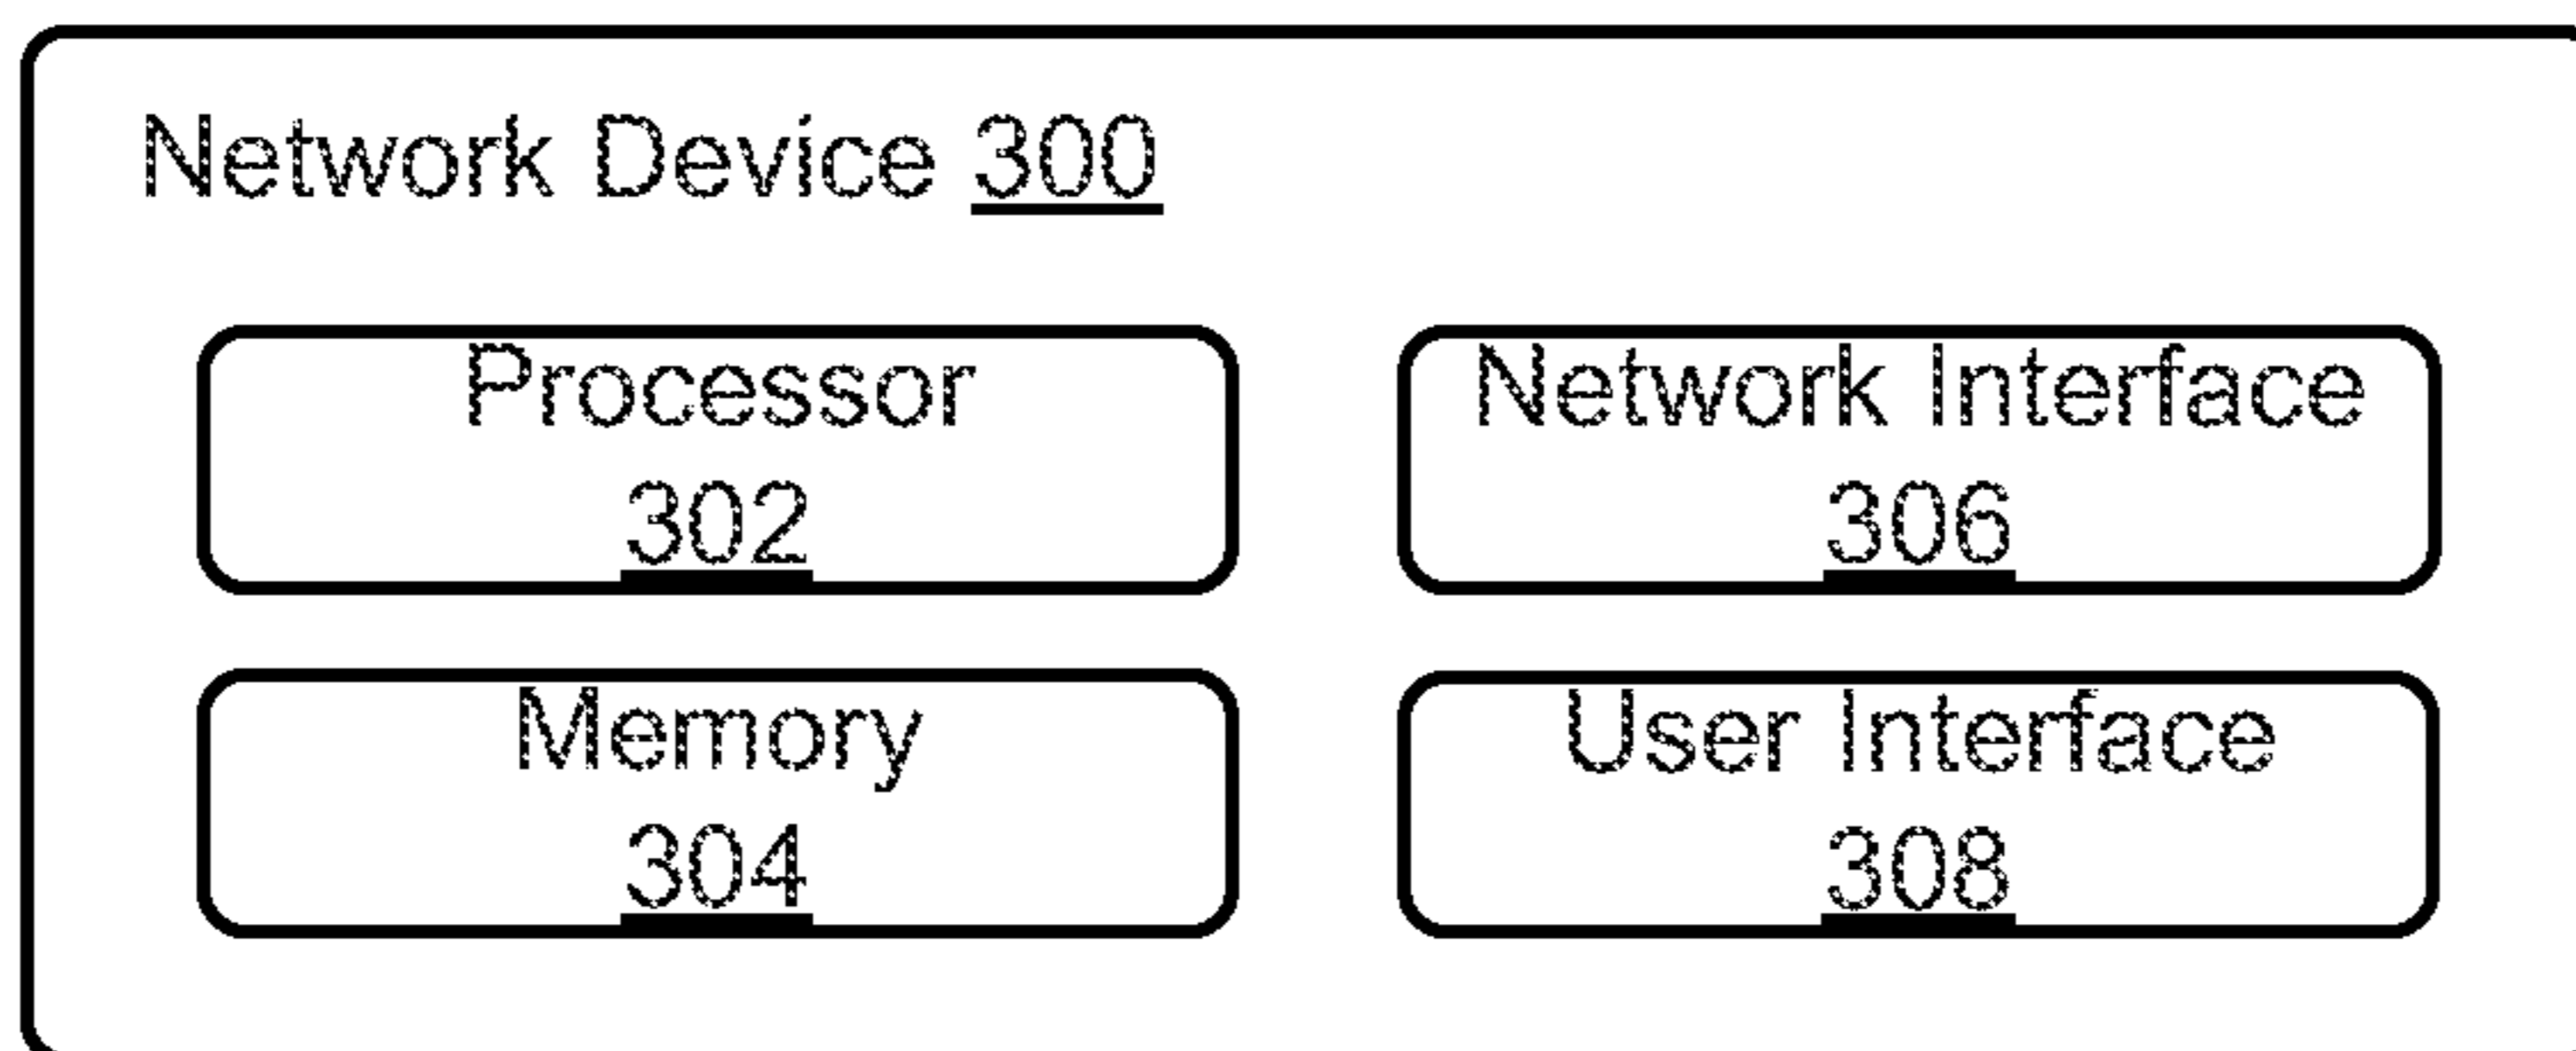 Network Device 300
Processor
302
Network Interface
306
Memory
304
User Interface
308